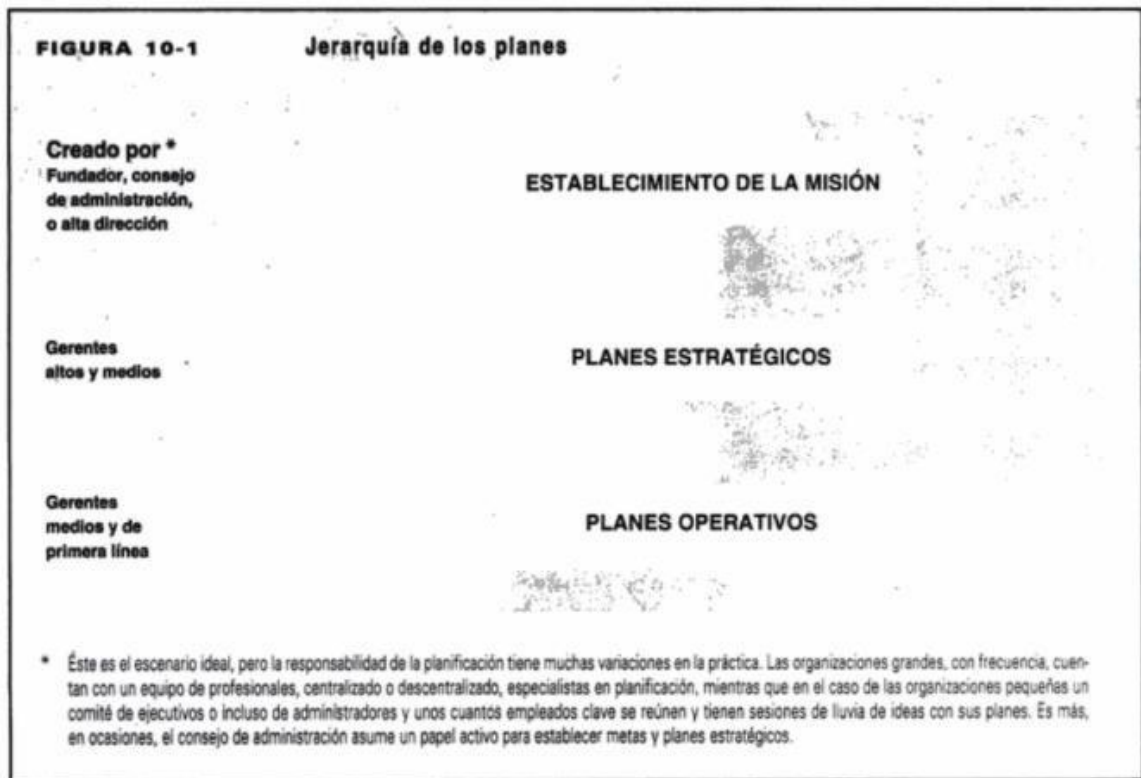 FIGURA 10-1 Jerarquía de los planes
Creado por *
Fundador, consejo
de administración,
o alta dirección
ESTABLECIMIENTO DE LA MISIÓN
Gerentes
altos y medios
PLANES ESTRATÉGICOS
Gerentes
medios y de
primera línea
PLANES OPERATIVOS
* Éste es el escenario ideal, pero la responsabilidad de la planificación tiene muchas variaciones en la práctica. Las organizaciones grandes, con frecuencia, cuen-
tan con un equipo de profesionales, centralizado o descentralizado, especialistas en planificación, mientras que en el caso de las organizaciones pequeñas un
comité de ejecutivos o incluso de administradores y unos cuantos empleados clave se reúnen y tienen sesiones de lluvia de ideas con sus planes. Es más,
en ocasiones, el consejo de administración asume un papel activo para establecer metas y planes estratégicos.